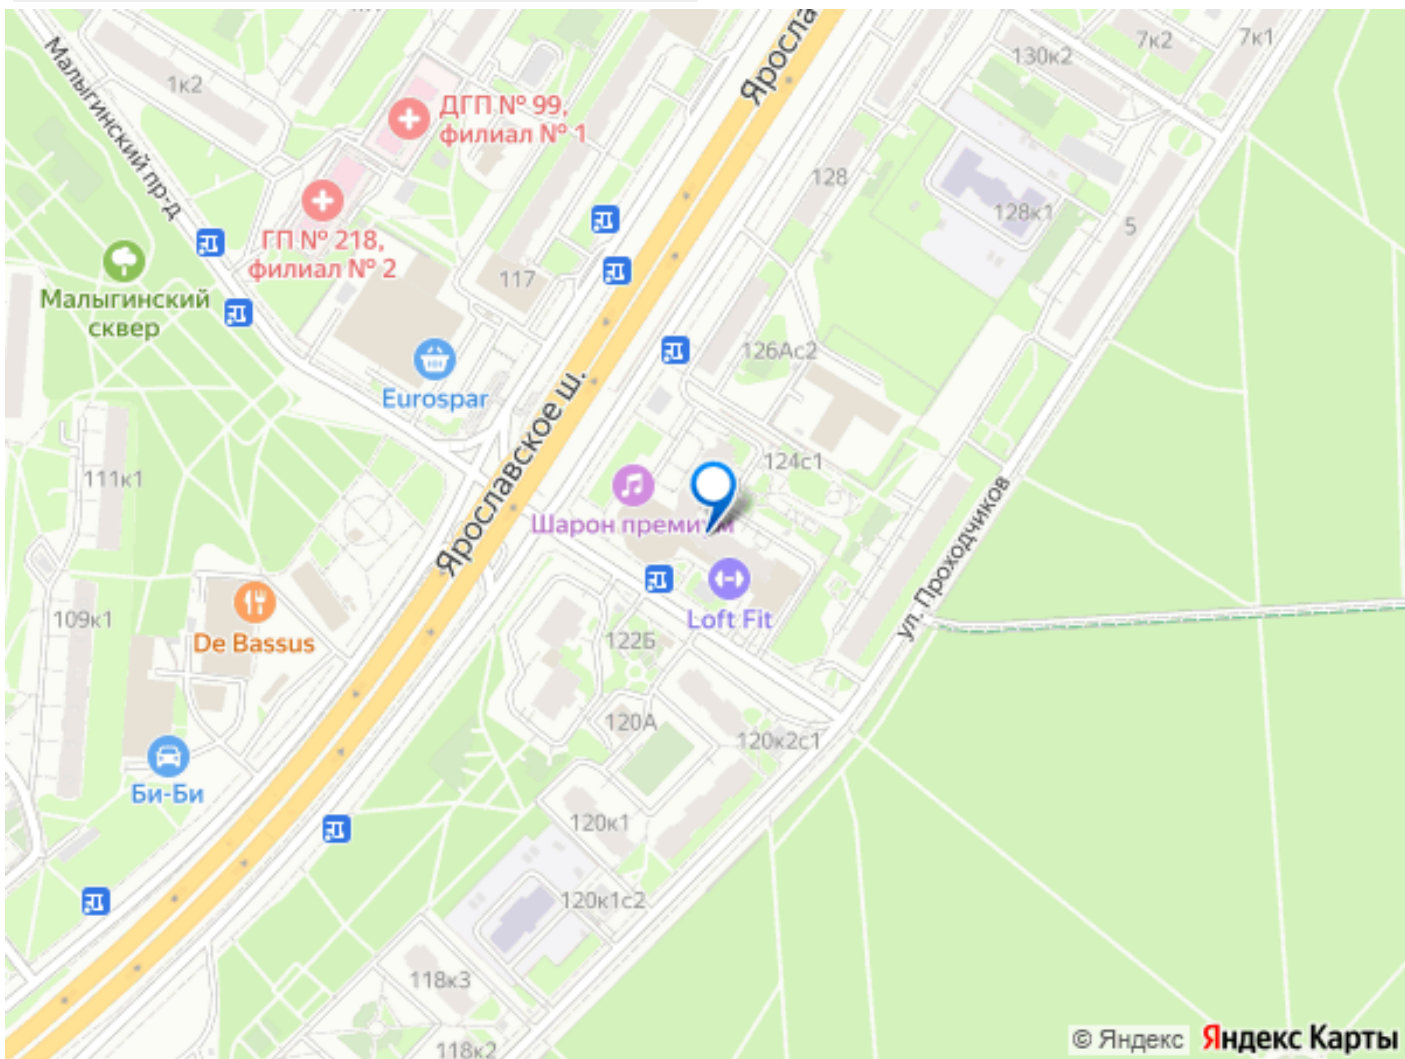 Яросла
7к2
7к1
130к2
1к2
Малыгинский пр-д
ДГП № 99,
филиал № 1
128
128к1
5
ГП № 218,
филиал № 2
117
Малыгинский
сквер
126Ас2
Eurospar
Ярославское ш.
124с1
111к1
Шарон премиум
ул. Проходчиков
109к1
De Bassus
Loft Fit
122Б
120А
120к2с1
Би-Би
120к1
120к1с2
118к3
118к2
© Яндекс Яндекс Карты